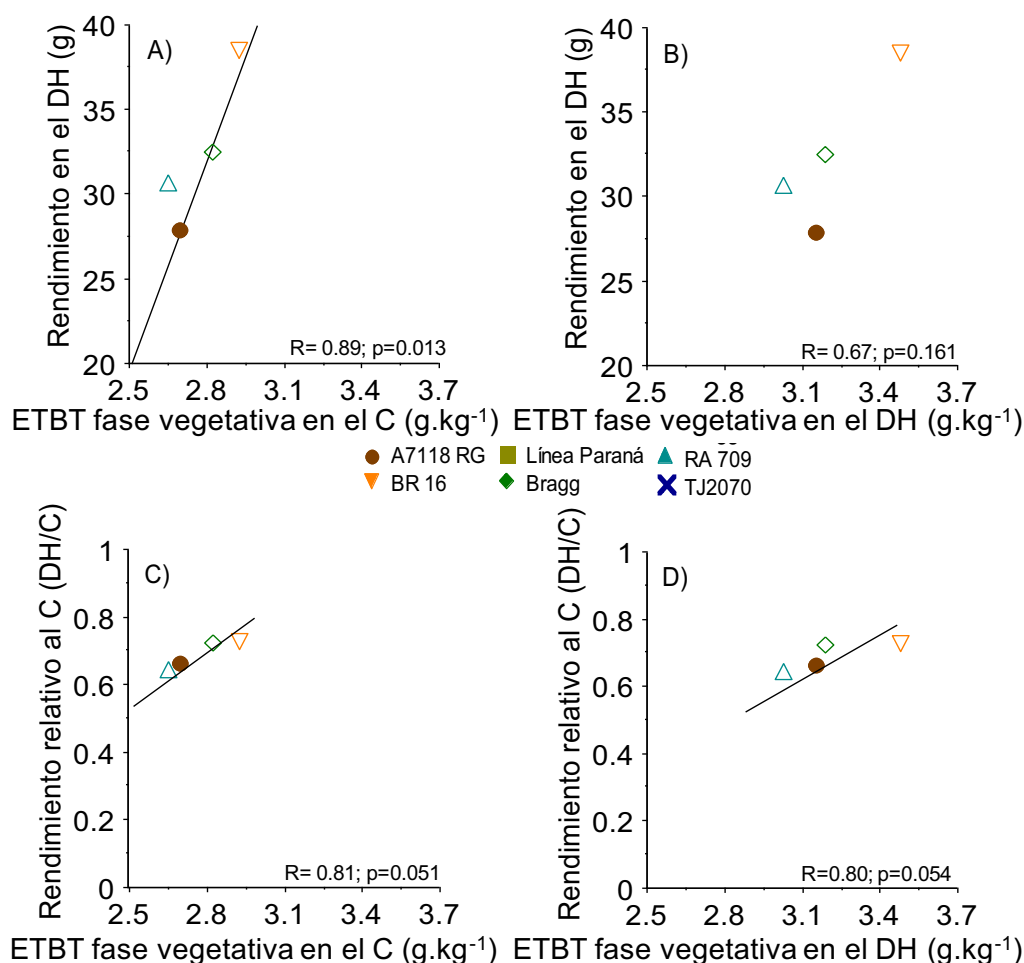 A)
Rendimiento en el DH (g)
40
35
30
25
20
R= 0.89; p=0.013
2.5 2.8 3.1 3.4 3.7
ETBT fase vegetativa en el C (g.kg⁻¹)
B)
Rendimiento en el DH (g)
40
35
30
25
20
R= 0.67; p=0.161
2.5 2.8 3.1 3.4 3.7
ETBT fase vegetativa en el DH (g.kg⁻¹)
A7118 RG Línea Paraná RA 709
BR 16 Bragg TJ2070
C)
Rendimiento relativo al C (DH/C)
1
0.8
0.6
0.4
0.2
0
R= 0.81; p=0.051
2.5 2.8 3.1 3.4 3.7
ETBT fase vegetativa en el C (g.kg⁻¹)
D)
Rendimiento relativo al C (DH/C)
1
0.8
0.6
0.4
0.2
0
R=0.80; p=0.054
2.5 2.8 3.1 3.4 3.7
ETBT fase vegetativa en el DH (g.kg⁻¹)